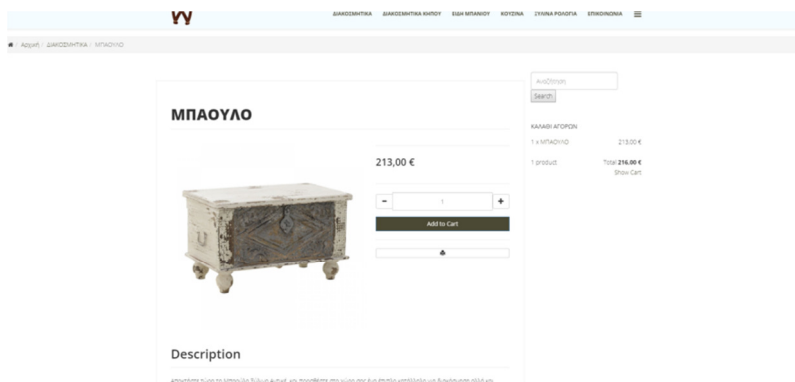 ΔΙΑΚΟΣΜΗΤΙΚΑ ΔΙΑΚΟΣΜΗΤΙΚΑ ΚΗΠΟΥ ΕΙΔΗ ΜΠΑΝΙΟΥ ΚΟΥΖΙΝΑ ΞΥΛΙΝΑ ΡΟΛΟΓΙΑ ΕΠΙΚΟΙΝΩΝΙΑ
/ Αρχική / ΔΙΑΚΟΣΜΗΤΙΚΑ / ΜΠΑΟΥΛΟ
Αναζήτηση
Search
ΜΠΑΟΥΛΟ
ΚΑΛΑΘΙ ΑΓΟΡΩΝ
1 x ΜΠΑΟΥΛΟ 213,00 €
213,00 €
1 product Total 216,00 €
Show Cart
- 1 +
Add to Cart
Description